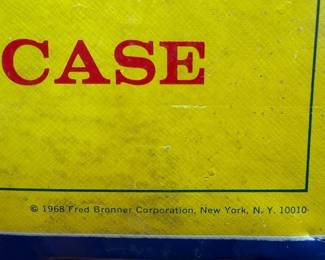 CASE
© 1968 Fred Bronner Corporation, New York, N. Y. 10010